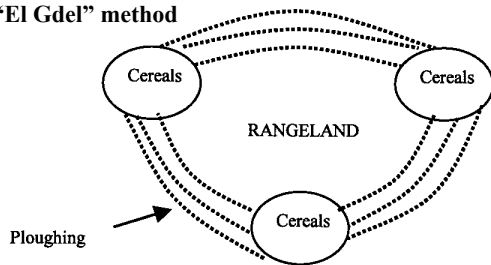 “El Gdel” method
Cereals
Cereals
RANGELAND
Cereals
Ploughing